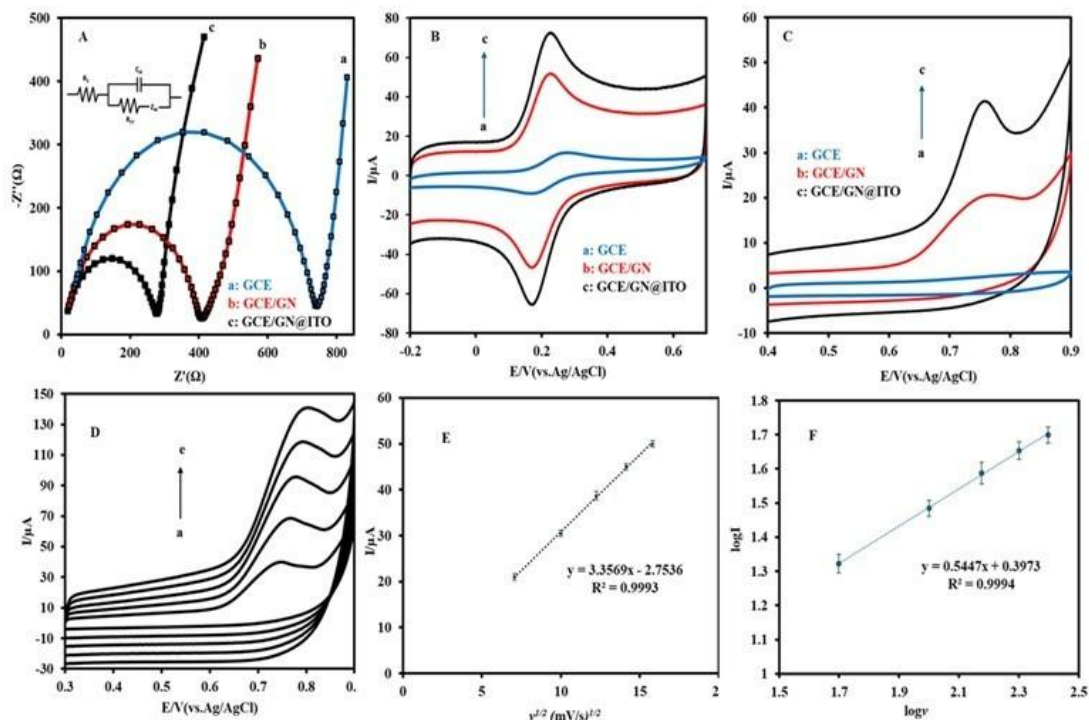 A
500
400
300
200
100
0
-Z''(Ω)
0
200
400
600
800
Z'(Ω)
c
b
a
a: GCE
b: GCE/GN
c: GCE/GN@ITO
B
80
60
40
20
0
-20
-40
-60
-80
I/µA
-0.2
0
0.2
0.4
0.6
E/V(vs.Ag/AgCl)
c
a
a: GCE
b: GCE/GN
c: GCE/GN@ITO
C
60
50
40
30
20
10
0
-10
I/µA
0.4
0.5
0.6
0.7
0.8
0.9
E/V(vs.Ag/AgCl)
c
a
a: GCE
b: GCE/GN
c: GCE/GN@ITO
D
150
130
110
90
70
50
30
10
-10
-30
I/µA
0.3
0.4
0.5
0.6
0.7
0.8
0.
E/V(vs.Ag/AgCl)
e
a
E
60
50
40
30
20
10
0
I/µA
0
5
10
15
2
v1/2 (mV/s)1/2
y = 3.3569x - 2.7536
R² = 0.9993
F
1.8
1.7
1.6
1.5
1.4
1.3
1.2
1.1
1
logI
1.5
1.7
1.9
2.1
2.3
2.5
logv
y = 0.5447x + 0.3973
R² = 0.9994